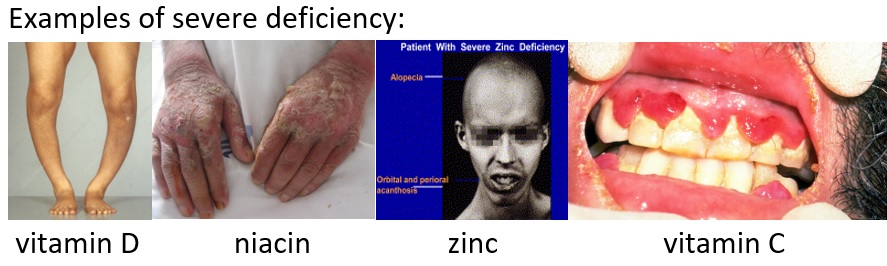 Examples of severe deficiency:
Patient With Severe Zinc Deficiency
Alopecia
Orbital and perioral
acanthosis
vitamin D
niacin
zinc
vitamin C